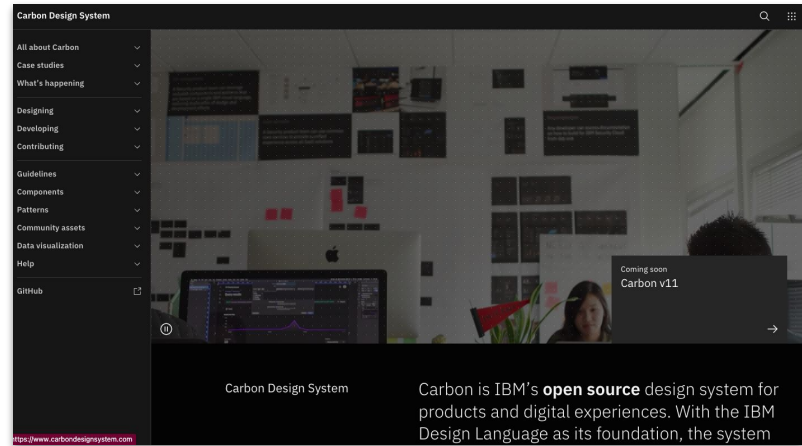 Carbon Design System
All about Carbon
Case studies
What's happening
Designing
Developing
Contributing
Guidelines
Components
Patterns
Community assets
Data visualization
Help
GitHub
Coming soon
Carbon v11
Carbon Design System
Carbon is IBM's open source design system for
products and digital experiences. With the IBM
Design Language as its foundation, the system
https://www.carbondesignsystem.com